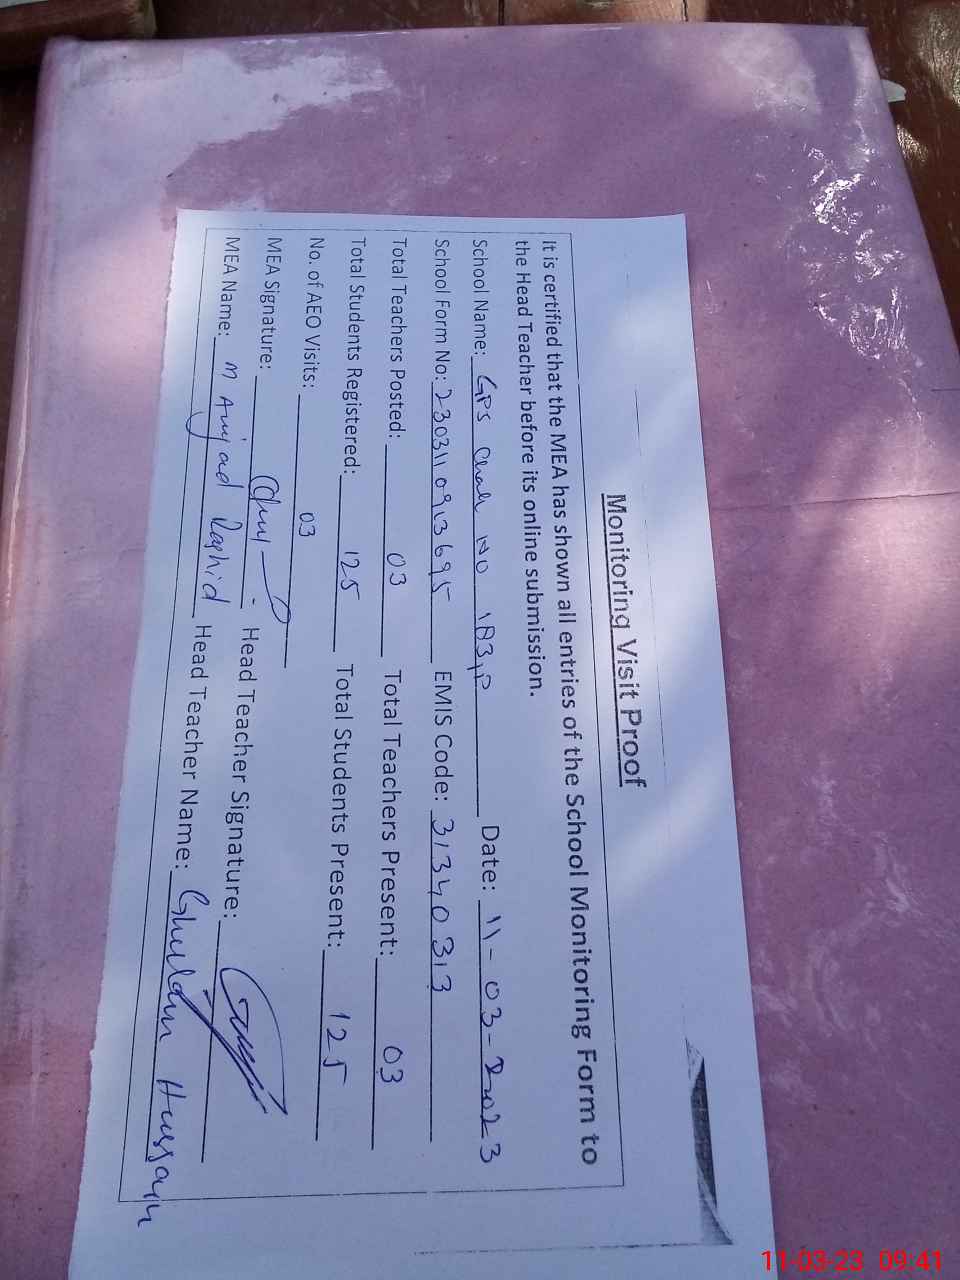 Monitoring Visit Proof
It is certified that the MEA has shown all entries of the School Monitoring Form to
the Head Teacher before its online submission.
School Name: GPS Chak No 183,P Date: 11-03-2023
School Form No: 2303110913695 EMIS Code: 31340313
Total Teachers Posted: 03 Total Teachers Present: 03
Total Students Registered: 125 Total Students Present: 125
No. of AEO Visits: 03
MEA Signature: Head Teacher Signature:
MEA Name: M Amjad Rashid Head Teacher Name: Ghulam Hussain
11-03-23 09:41